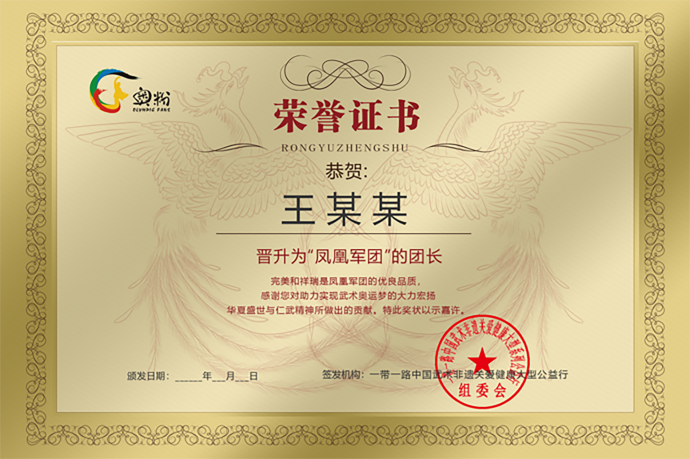 奥粉
荣誉证书
RONGYUZHENGSHU
恭贺:
王某某
晋升为“凤凰军团”的团长
完美和祥瑞是凤凰军团的优良品质，
感谢您对助力实现武术奥运梦的大力宏扬
华夏盛世与仁武精神所做出的贡献。特此奖状以示嘉许。
颁发日期：______年___月___日
签发机构：一带一路中国武术非遗关爱健康大型公益行
组委会